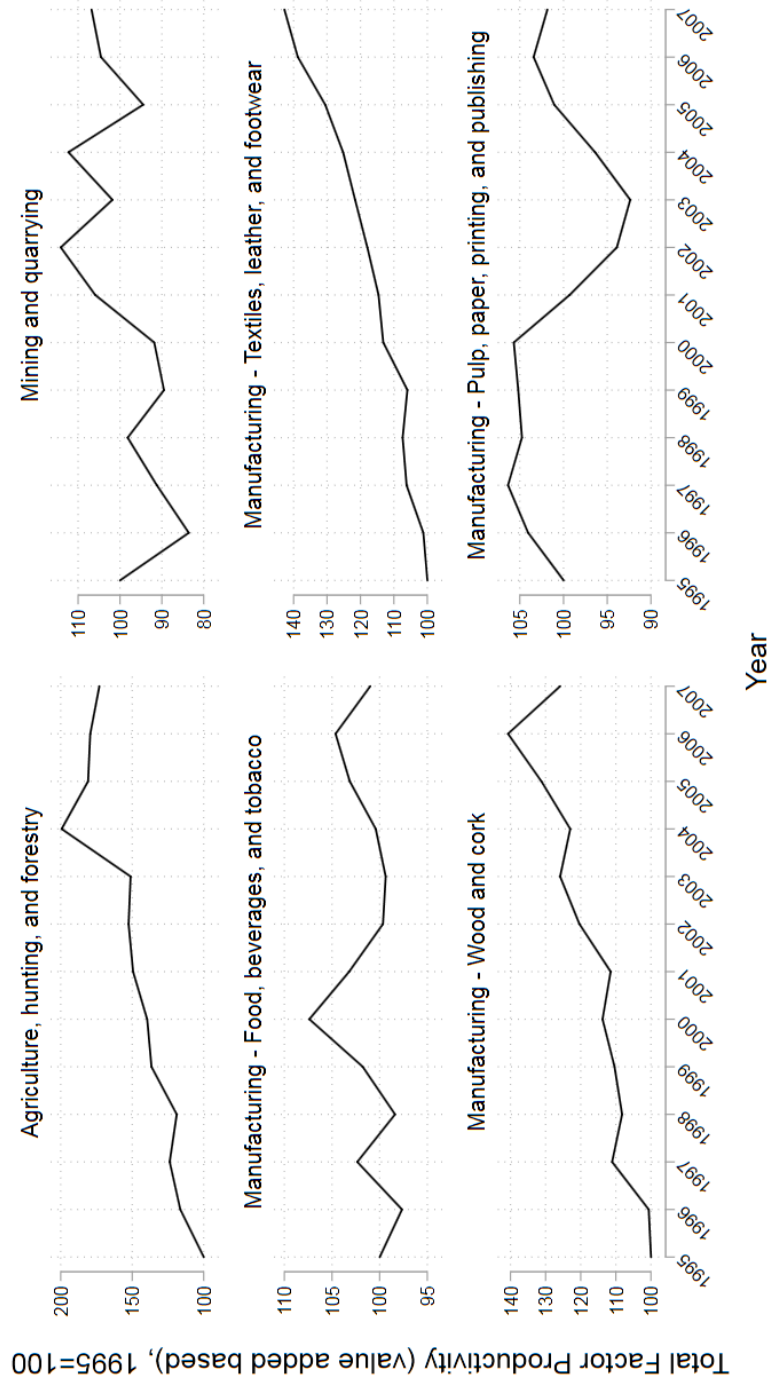 Total Factor Productivity (value added based), 1995=100
Agriculture, hunting, and forestry
200
150
100
Mining and quarrying
110
100
90
80
Manufacturing - Food, beverages, and tobacco
110
105
100
95
Manufacturing - Textiles, leather, and footwear
140
130
120
110
100
Manufacturing - Wood and cork
140
130
120
110
100
1995 1996 1997 1998 1999 2000 2001 2002 2003 2004 2005 2006 2007
Manufacturing - Pulp, paper, printing, and publishing
105
100
95
90
1995 1996 1997 1998 1999 2000 2001 2002 2003 2004 2005 2006 2007
Year